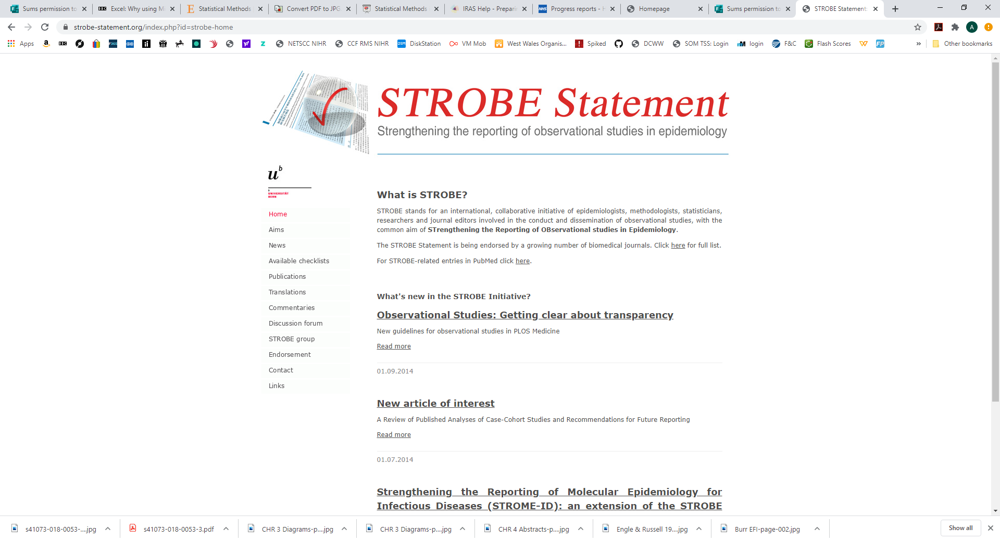 Sums permission to
Excel: Why using Mi
Statistical Methods
Convert PDF to JPG.
Statistical Methods
IRAS Help - Preparin
Progress reports - H
Homepage
Sums permission to
STROBE Statement:
strobe-statement.org/index.php?id=strobe-home
A
Apps
BBC
NETSCC NIHR
CCF RMS NIHR
DiskStation
VM Mob
West Wales Organis...
Spiked
DCWW
SOM TSS: Login
login
F&C
Flash Scores
FP
»
Other bookmarks
STROBE Statement
Strengthening the reporting of observational studies in epidemiology
u b
b
UNIVERSITÄT
BERN
Home
Aims
News
Available checklists
Publications
Translations
Commentaries
Discussion forum
STROBE group
Endorsement
Contact
Links
What is STROBE?
STROBE stands for an international, collaborative initiative of epidemiologists, methodologists, statisticians,
researchers and journal editors involved in the conduct and dissemination of observational studies, with the
common aim of STrengthening the Reporting of OBservational studies in Epidemiology.
The STROBE Statement is being endorsed by a growing number of biomedical journals. Click here for full list.
For STROBE-related entries in PubMed click here.
What's new in the STROBE Initiative?
Observational Studies: Getting clear about transparency
New guidelines for observational studies in PLOS Medicine
Read more
01.09.2014
New article of interest
A Review of Published Analyses of Case-Cohort Studies and Recommendations for Future Reporting
Read more
01.07.2014
Strengthening the Reporting of Molecular Epidemiology for
Infectious Diseases (STROME-ID): an extension of the STROBE
s41073-018-0053-....jpg
s41073-018-0053-3.pdf
CHR 3 Diagrams-p....jpg
CHR 3 Diagrams-p....jpg
CHR 4 Abstracts-p....jpg
Engle & Russell 19....jpg
Burr EFI-page-002.jpg
Show all